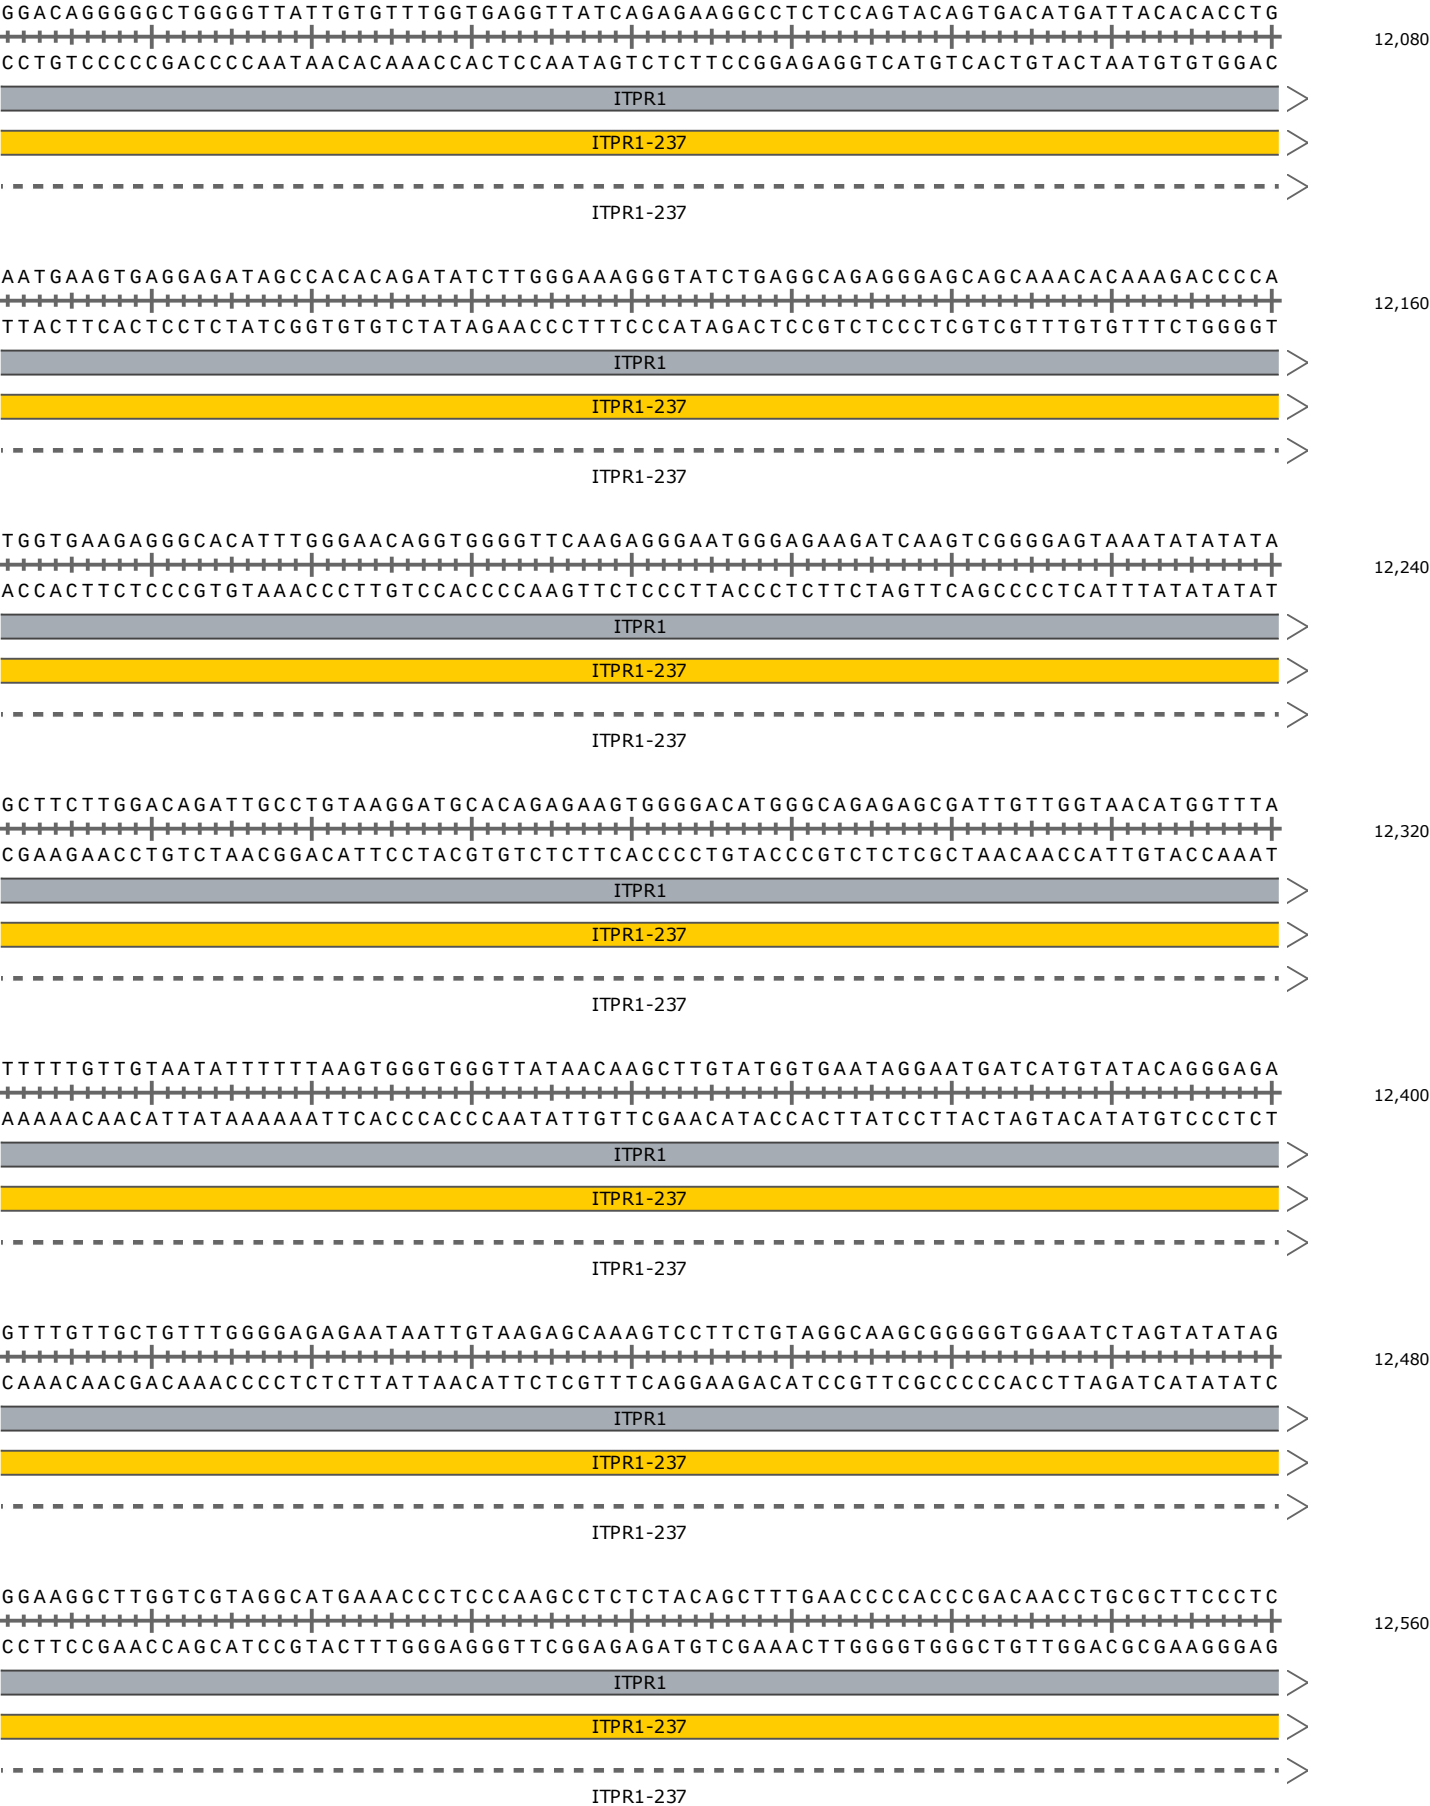 GGACAGGGGGCTGGGGTTATTGTGTTTGGTGAGGTTATCAGAGAAGGCCTCTCCAGTACAGTGACATGATTACACACCTG
12,080
CCTGTCCCCCGACCCCAATAACACAAACCACTCCAATAGTCTCTTCCGGAGAGGTCATGTCACTGTACTAATGTGTGGAC
ITPR1
ITPR1-237
ITPR1-237
AATGAAGTGAGGAGATAGCCACACAGATATCTTGGGAAAGGGTATCTGAGGCAGAGGGAGCAGCAAACACAAAGACCCCA
12,160
TTACTTCACTCCTCTATCGGTGTGTCTATAGAACCCTTTCCCATAGACTCCGTCTCCCTCGTCGTTTGTGTTTCTGGGGT
ITPR1
ITPR1-237
ITPR1-237
TGGTGAAGAGGGCACATTTGGGAACAGGTGGGGTTCAAGAGGGAATGGGAGAAGATCAAGTCGGGGAGTAAATATATATA
12,240
ACCACTTCTCCCGTGTAAACCCTTGTCCACCCCAAGTTCTCCCTTACCCTCTTCTAGTTCAGCCCCTCATTTATATATAT
ITPR1
ITPR1-237
ITPR1-237
GCTTCTTGGACAGATTGCCTGTAAGGATGCACAGAGAAGTGGGGACATGGGCAGAGAGCGATTGTTGGTAACATGGTTTA
12,320
CGAAGAACCTGTCTAACGGACATTCCTACGTGTCTCTTCACCCCTGTACCCGTCTCTCGCTAACAACCATTGTACCAAAT
ITPR1
ITPR1-237
ITPR1-237
TTTTTGTTGTAATATTTTTTAAGTGGGTGGGTTATAACAAGCTTGTATGGTGAATAGGAATGATCATGTATACAGGGAGA
12,400
AAAAACAACATTATAAAAAATTCACCCACCCAATATTGTTCGAACATACCACTTATCCTTACTAGTACATATGTCCCTCT
ITPR1
ITPR1-237
ITPR1-237
GTTTGTTGCTGTTTGGGGAGAGAATAATTGTAAGAGCAAAGTCCTTCTGTAGGCAAGCGGGGGTGGAATCTAGTATATAG
12,480
CAAACAACGACAAACCCCTCTCTTATTAACATTCTCGTTTCAGGAAGACATCCGTTCGCCCCCACCTTAGATCATATATC
ITPR1
ITPR1-237
ITPR1-237
GGAAGGCTTGGTCGTAGGCATGAAACCCTCCCAAGCCTCTCTACAGCTTTGAACCCCACCCGACAACCTGCGCTTCCCTC
12,560
CCTTCCGAACCAGCATCCGTACTTTGGGAGGGTTCGGAGAGATGTCGAAACTTGGGGTGGGCTGTTGGACGCGAAGGGAG
ITPR1
ITPR1-237
ITPR1-237